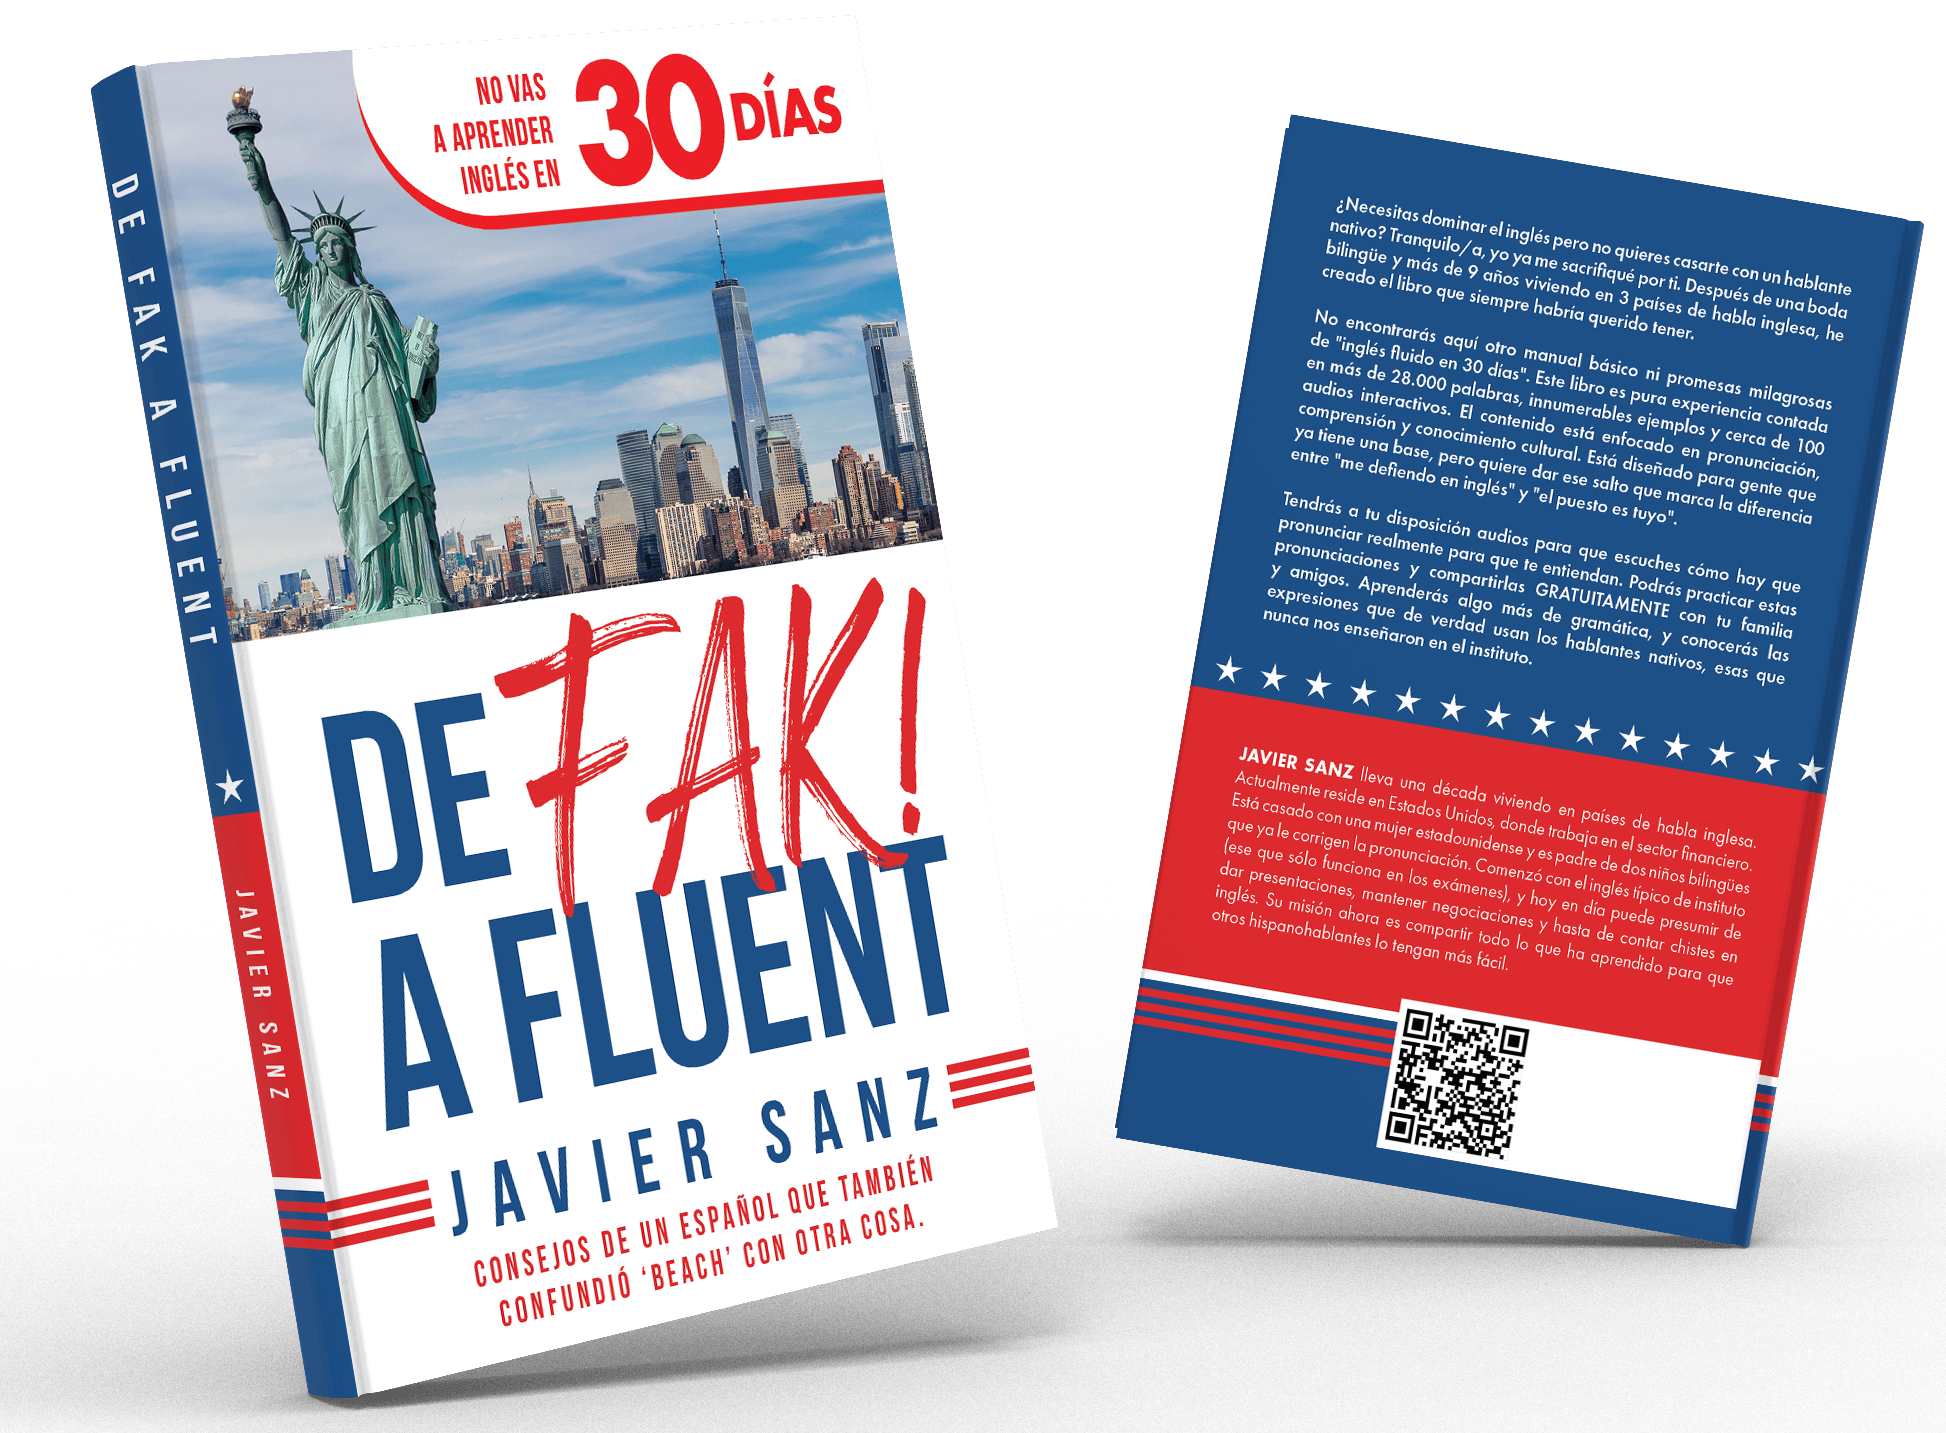 DE FAK A FLUENT
JAVIER SANZ
NO VAS
A APRENDER
INGLÉS EN
30 DÍAS
DE FAK!
A FLUENT
JAVIER SANZ
CONSEJOS DE UN ESPAÑOL QUE TAMBIÉN
CONFUNDIÓ ‘BEACH’ CON OTRA COSA.
¿Necesitas dominar el inglés pero no quieres casarte con un hablante
nativo? Tranquilo/a, yo ya me sacrifiqué por ti. Después de una boda
bilingüe y más de 9 años viviendo en 3 países de habla inglesa, he
creado el libro que siempre habría querido tener.
No encontrarás aquí otro manual básico ni promesas milagrosas
de "inglés fluido en 30 días". Este libro es pura experiencia contada
en más de 28.000 palabras, innumerables ejemplos y cerca de 100
audios interactivos. El contenido está enfocado en pronunciación,
comprensión y conocimiento cultural. Está diseñado para gente que
ya tiene una base, pero quiere dar ese salto que marca la diferencia
entre "me defiendo en inglés" y "el puesto es tuyo".
Tendrás a tu disposición audios para que escuches cómo hay que
pronunciar realmente para que te entiendan. Podrás practicar estas
pronunciaciones y compartirlas GRATUITAMENTE con tu familia
y amigos. Aprenderás algo más de gramática, y conocerás las
expresiones que de verdad usan los hablantes nativos, esas que
nunca nos enseñaron en el instituto.
JAVIER SANZ lleva una década viviendo en países de habla inglesa.
Actualmente reside en Estados Unidos, donde trabaja en el sector financiero.
Está casado con una mujer estadounidense y es padre de dos niños bilingües
que ya le corrigen la pronunciación. Comenzó con el inglés típico de instituto
(ese que sólo funciona en los exámenes), y hoy en día puede presumir de
dar presentaciones, mantener negociaciones y hasta de contar chistes en
inglés. Su misión ahora es compartir todo lo que ha aprendido para que
otros hispanohablantes lo tengan más fácil.